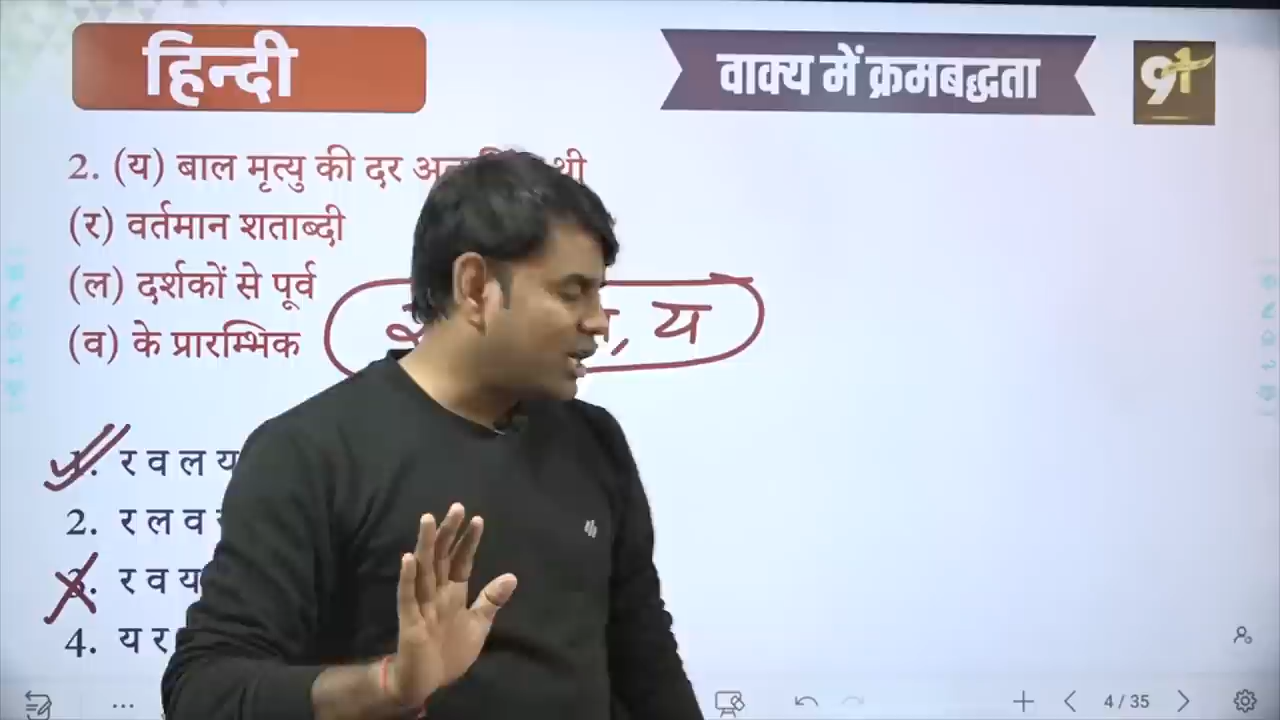 हिन्दी
वाक्य में क्रमबद्धता
2. (य) बाल मृत्यु की दर थी
(र) वर्तमान शताब्दी
(ल) दर्शकों से पूर्व
(व) के प्रारम्भिक
, य
1. र व ल य
2. र ल व
3. र व य
4. य र
4 / 35